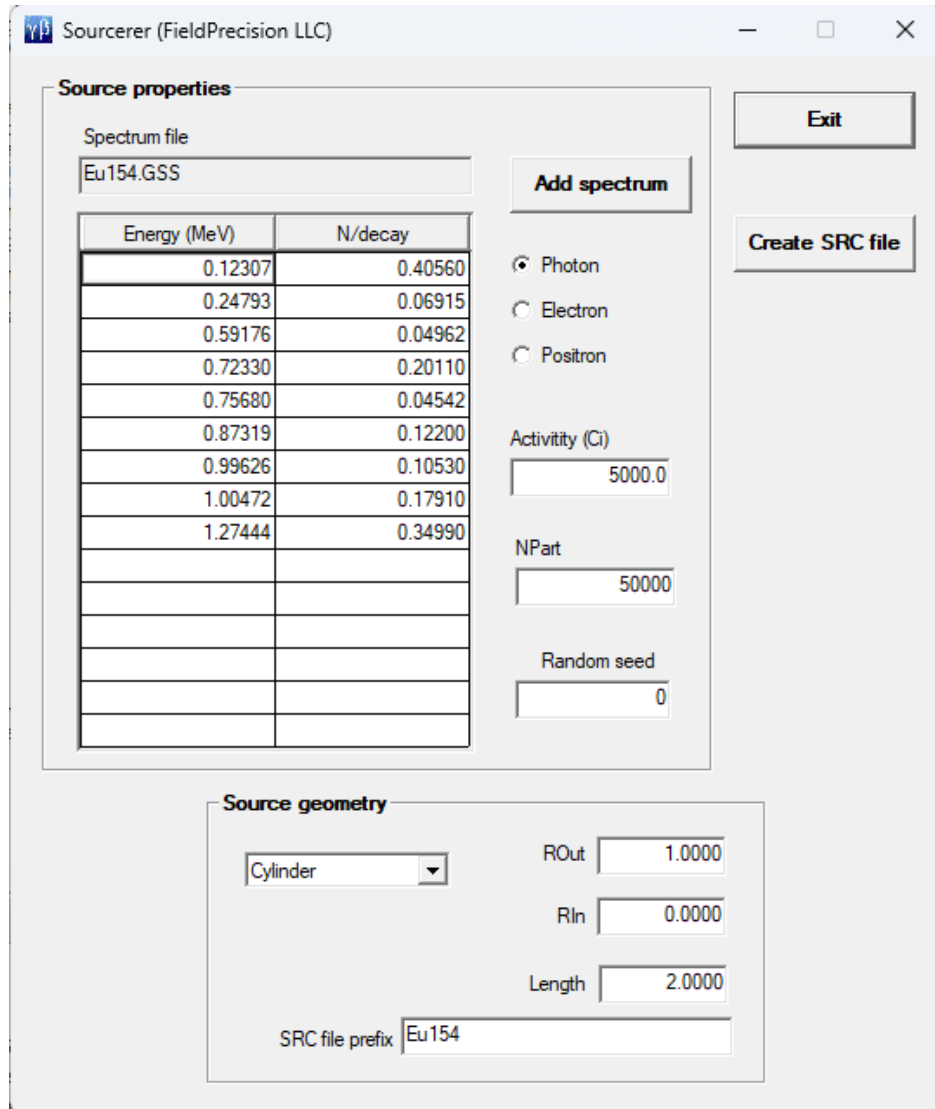 γβ Sourcerer (FieldPrecision LLC)
Source properties
Exit
Spectrum file
Eu154.GSS
Add spectrum
Energy (MeV) N/decay
Create SRC file
0.12307 0.40560
Photon
0.24793 0.06915
Electron
0.59176 0.04962
Positron
0.72330 0.20110
0.75680 0.04542
0.87319 0.12200
Activitity (Ci)
0.99626 0.10530
5000.0
1.00472 0.17910
1.27444 0.34990
NPart
50000
Random seed
0
Source geometry
Cylinder
ROut 1.0000
RIn 0.0000
Length 2.0000
SRC file prefix Eu154